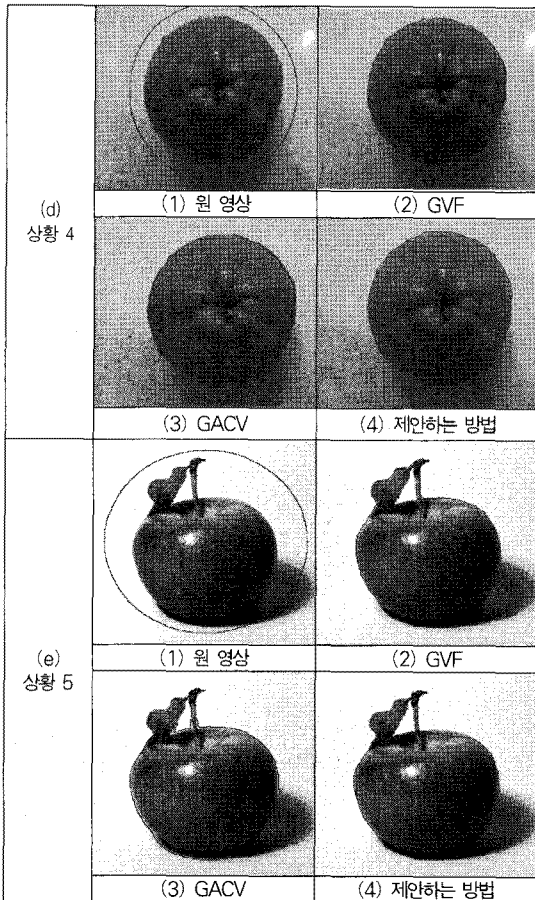 (1) 원 영상
(2) GVF
(d)
상황 4
(3) GACV
(4) 제안하는 방법
(1) 원 영상
(2) GVF
(e)
상황 5
(3) GACV
(4) 제안하는 방법